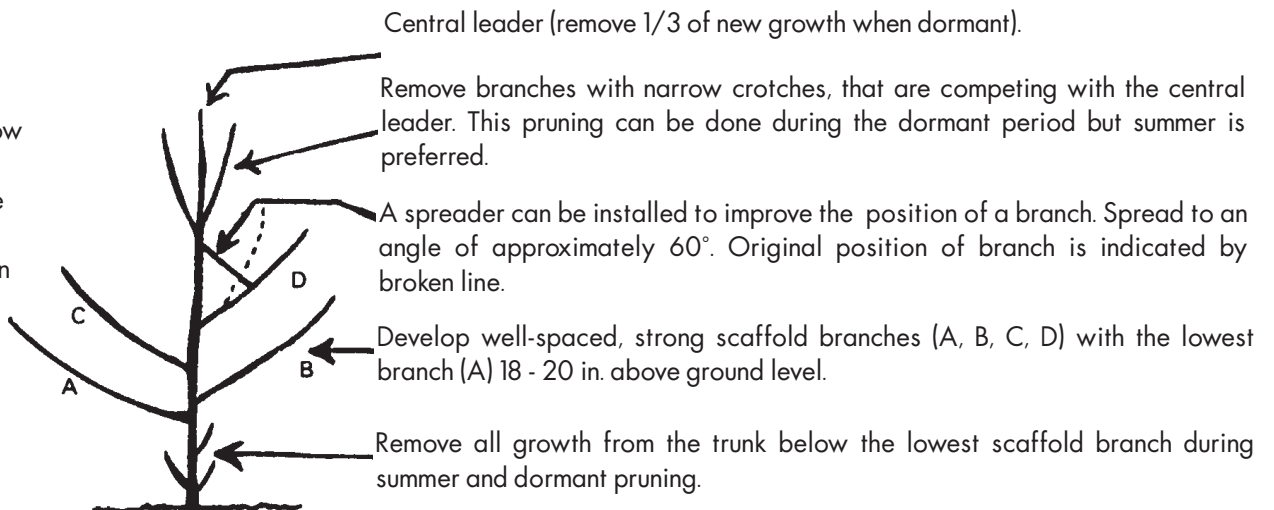 Central leader (remove 1/3 of new growth when dormant).
Remove branches with narrow crotches, that are competing with the central
leader. This pruning can be done during the dormant period but summer is
preferred.
A spreader can be installed to improve the position of a branch. Spread to an
angle of approximately 60°. Original position of branch is indicated by
broken line.
Develop well-spaced, strong scaffold branches (A, B, C, D) with the lowest
branch (A) 18 - 20 in. above ground level.
Remove all growth from the trunk below the lowest scaffold branch during
summer and dormant pruning.
D
C
B
A